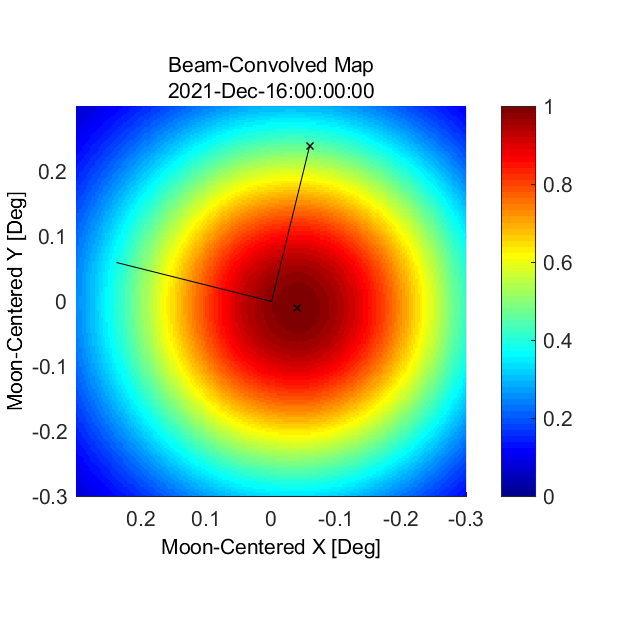 Beam-Convolved Map
2021-Dec-16:00:00:00
Moon-Centered Y [Deg]
0.2
0.1
0
-0.1
-0.2
-0.3
0.2 0.1 0 -0.1 -0.2 -0.3
Moon-Centered X [Deg]
1
0.8
0.6
0.4
0.2
0